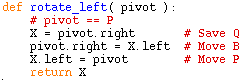 def rotate_left( pivot ):
    # pivot == P
    X = pivot.right       # Save Q
    pivot.right = X.left  # Move B
    X.left = pivot        # Move P
    return X